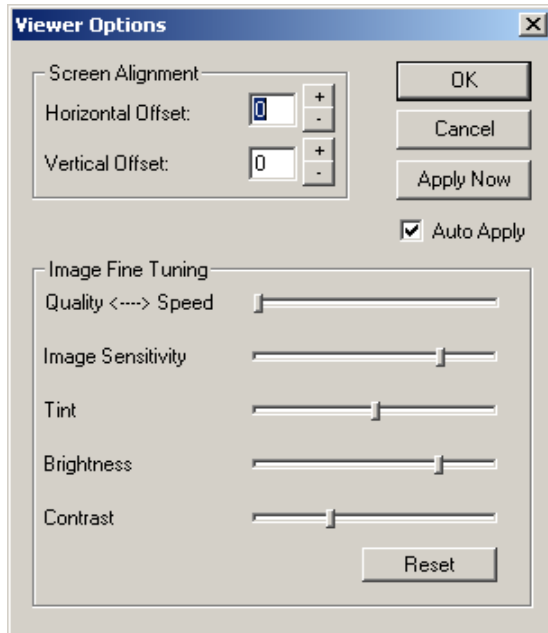 Viewer Options
Screen Alignment
Horizontal Offset: 0 + -
Vertical Offset: 0 + -
OK
Cancel
Apply Now
Auto Apply
Image Fine Tuning
Quality <----> Speed
Image Sensitivity
Tint
Brightness
Contrast
Reset